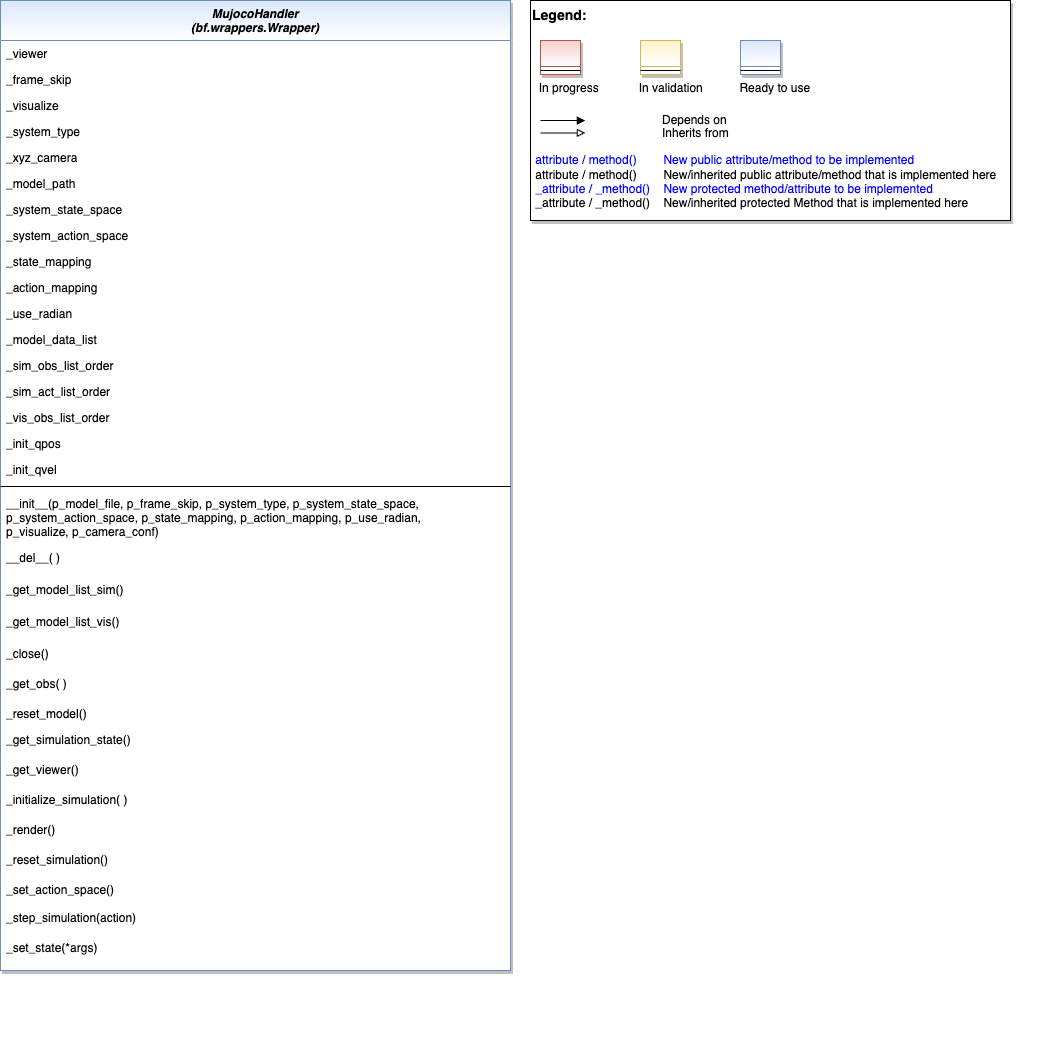 MujocoHandler
(bf.wrappers.Wrapper)
_viewer
_frame_skip
_visualize
_system_type
_xyz_camera
_model_path
_system_state_space
_system_action_space
_state_mapping
_action_mapping
_use_radian
_model_data_list
_sim_obs_list_order
_sim_act_list_order
_vis_obs_list_order
_init_qpos
_init_qvel
__init__(p_model_file, p_frame_skip, p_system_type, p_system_state_space,
p_system_action_space, p_state_mapping, p_action_mapping, p_use_radian,
p_visualize, p_camera_conf)
__del__( )
_get_model_list_sim()
_get_model_list_vis()
_close()
_get_obs( )
_reset_model()
_get_simulation_state()
_get_viewer()
_initialize_simulation( )
_render()
_reset_simulation()
_set_action_space()
_step_simulation(action)
_set_state(*args)
Legend:
In progress In validation Ready to use
Depends on
Inherits from
attribute / method() New public attribute/method to be implemented
attribute / method() New/inherited public attribute/method that is implemented here
_attribute / _method() New protected method/attribute to be implemented
_attribute / _method() New/inherited protected Method that is implemented here